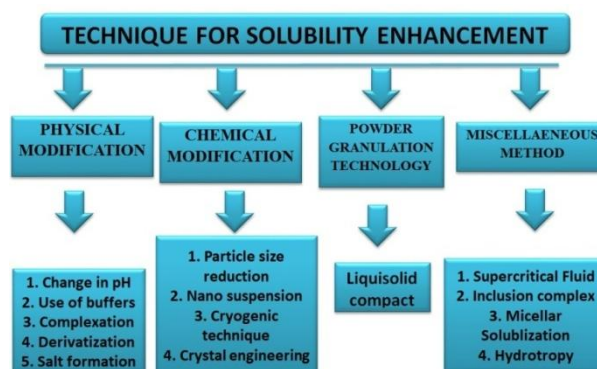 TECHNIQUE FOR SOLUBILITY ENHANCEMENT
PHYSICAL
MODIFICATION
CHEMICAL
MODIFICATION
POWDER
GRANULATION
TECHNOLOGY
MISCELLAENEOUS
METHOD
1. Change in pH
2. Use of buffers
3. Complexation
4. Derivatization
5. Salt formation
1. Particle size
reduction
2. Nano suspension
3. Cryogenic
technique
4. Crystal engineering
Liquisolid
compact
1. Supercritical Fluid
2. Inclusion complex
3. Micellar
Solublization
4. Hydrotropy